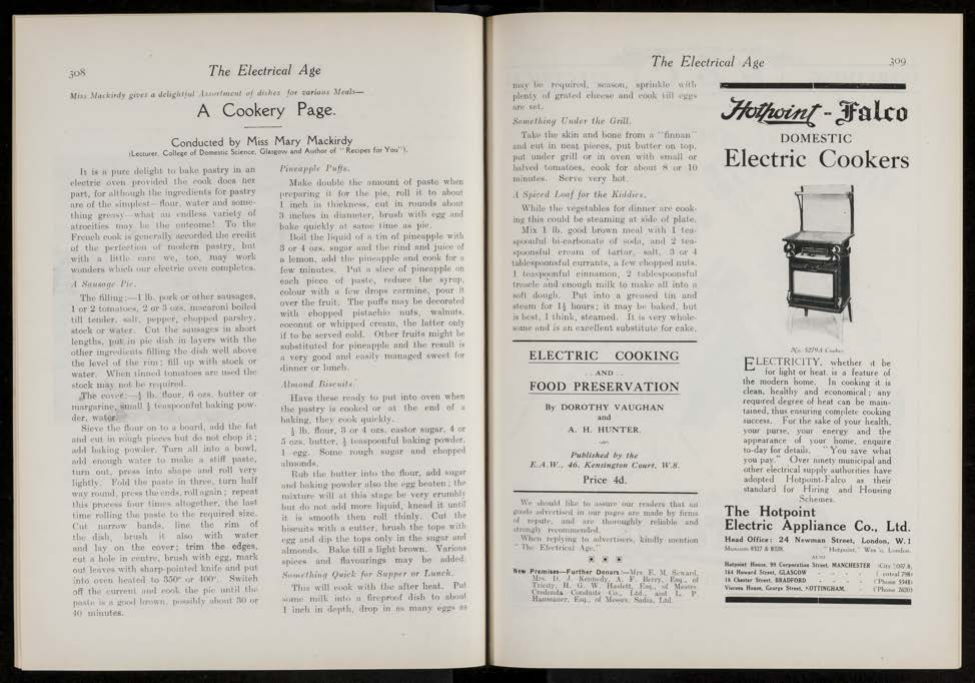 308
The Electrical Age
Miss Mackirdy gives a delightful Assortment of dishes for various Meals—
A Cookery Page.
Conducted by Miss Mary Mackirdy
(Lecturer, College of Domestic Science, Glasgow and Author of "Recipes for You").
It is a pure delight to bake pastry in an
electric oven provided the cook does her
part, for although the ingredients for pastry
are of the simplest—flour, water and some-
thing greasy—what an endless variety of
atrocities may be the outcome! To the
French cook is generally accorded the credit
of the perfection of modern pastry, but
with a little care we, too, may work
wonders which our electric oven completes.
A Sausage Pie.
The filling:—1 lb. pork or other sausages,
1 or 2 tomatoes, 2 or 3 ozs. macaroni boiled
till tender, salt, pepper, chopped parsley,
stock or water. Cut the sausages in short
lengths, put in pie dish in layers with the
other ingredients filling the dish well above
the level of the rim; fill up with stock or
water. When tinned tomatoes are used the
stock may not be required.
The cover:—½ lb. flour, 6 ozs. butter or
margarine, small ½ teaspoonful baking pow-
der, water.
Sieve the flour on to a board, add the fat
and cut in rough pieces but do not chop it;
add baking powder. Turn all into a bowl,
add enough water to make a stiff paste,
turn out, press into shape and roll very
lightly. Fold the paste in three, turn half
way round, press the ends, roll again; repeat
this process four times altogether, the last
time rolling the paste to the required size.
Cut narrow bands, line the rim of
the dish, brush it also with water
and lay on the cover; trim the edges,
cut a hole in centre, brush with egg, mark
out leaves with sharp-pointed knife and put
into oven heated to 350° or 400°. Switch
off the current and cook the pie until the
paste is a good brown, possibly about 30 or
40 minutes.
Pineapple Puffs.
Make double the amount of paste when
preparing it for the pie, roll it to about
1 inch in thickness, cut in rounds about
3 inches in diameter, brush with egg and
bake quickly at same time as pie.
Boil the liquid of a tin of pineapple with
3 or 4 ozs. sugar and the rind and juice of
a lemon, add the pineapple and cook for a
few minutes. Put a slice of pineapple on
each piece of paste, reduce the syrup,
colour with a few drops carmine, pour it
over the fruit. The puffs may be decorated
with chopped pistachio nuts, walnuts,
coconut or whipped cream, the latter only
if to be served cold. Other fruits might be
substituted for pineapple and the result is
a very good and easily managed sweet for
dinner or lunch.
Almond Biscuits
Have these ready to put into oven when
the pastry is cooked or at the end of a
baking, they cook quickly.
½ lb. flour, 3 or 4 ozs. castor sugar, 4 or
5 ozs. butter, ½ teaspoonful baking powder,
1 egg. Some rough sugar and chopped
almonds.
Rub the butter into the flour, add sugar
and baking powder also the egg beaten; the
mixture will at this stage be very crumbly
but do not add more liquid, knead it until
it is smooth then roll thinly. Cut the
biscuits with a cutter, brush the tops with
egg and dip the tops only in the sugar and
almonds. Bake till a light brown. Various
spices and flavourings may be added.
Something Quick for Supper or Lunch.
This will cook with the after heat. Put
some milk into a fireproof dish to about
1 inch in depth, drop in as many eggs as
The Electrical Age
309
may be required, season, sprinkle with
plenty of grated cheese and cook till eggs
are set.
Something Under the Grill.
Take the skin and bone from a "finnan"
and cut in neat pieces, put butter on top,
put under grill or in oven with small or
halved tomatoes, cook for about 8 or 10
minutes. Serve very hot.
A Spiced Loaf for the Kiddies.
While the vegetables for dinner are cook-
ing this could be steaming at side of plate.
Mix 1 lb. good brown meal with 1 tea-
spoonful bi-carbonate of soda, and 2 tea-
spoonful cream of tartar, salt, 3 or 4
tablespoonful currants, a few chopped nuts,
1 teaspoonful cinnamon, 2 tablespoonful
treacle and enough milk to make all into a
soft dough. Put into a greased tin and
steam for 1½ hours; it may be baked, but
is best, I think, steamed. It is very whole-
some and is an excellent substitute for cake.
ELECTRIC COOKING
AND
FOOD PRESERVATION
By DOROTHY VAUGHAN
and
A. H. HUNTER.
Published by the
E.A.W., 46, Kensington Court, W.8.
Price 4d.
We should like to assure our readers that all
goods advertised in our pages are made by firms
of repute, and are thoroughly reliable and
strongly recommended.
When replying to advertisers, kindly mention
"The Electrical Age."
New Premises—Further Donors:—Mrs. E. M. Seward,
Mrs. D. J. Kennedy, A. F. Berry, Esq., of
Tricity, H. G. W. Haslett, Esq., of Messrs.
Credenda Conduits Co., Ltd., and L. P.
Esq., of Messrs. Sadia, Ltd.
Hotpoint - Falco
DOMESTIC
Electric Cookers
No. 5279A Cooker
ELECTRICITY, whether it be
for light or heat, is a feature of
the modern home. In cooking it is
clean, healthy and economical; any
required degree of heat can be main-
tained, thus ensuring complete cooking
success. For the sake of your health,
your purse, your energy and the
appearance of your home, enquire
to-day for details. "You save what
you pay." Over ninety municipal and
other electrical supply authorities have
adopted Hotpoint-Falco as their
standard for Hiring and Housing
Schemes.
The Hotpoint
Electric Appliance Co., Ltd.
Head Office: 24 Newman Street, London, W.1
Museum
"Hotpoint," London.
ALSO
Hotpoint House, Corporation Street, MANCHESTER
164 Howard Street, GLASGOW
Chester Street, BRADFORD
Victoria House, George Street, NOTTINGHAM,